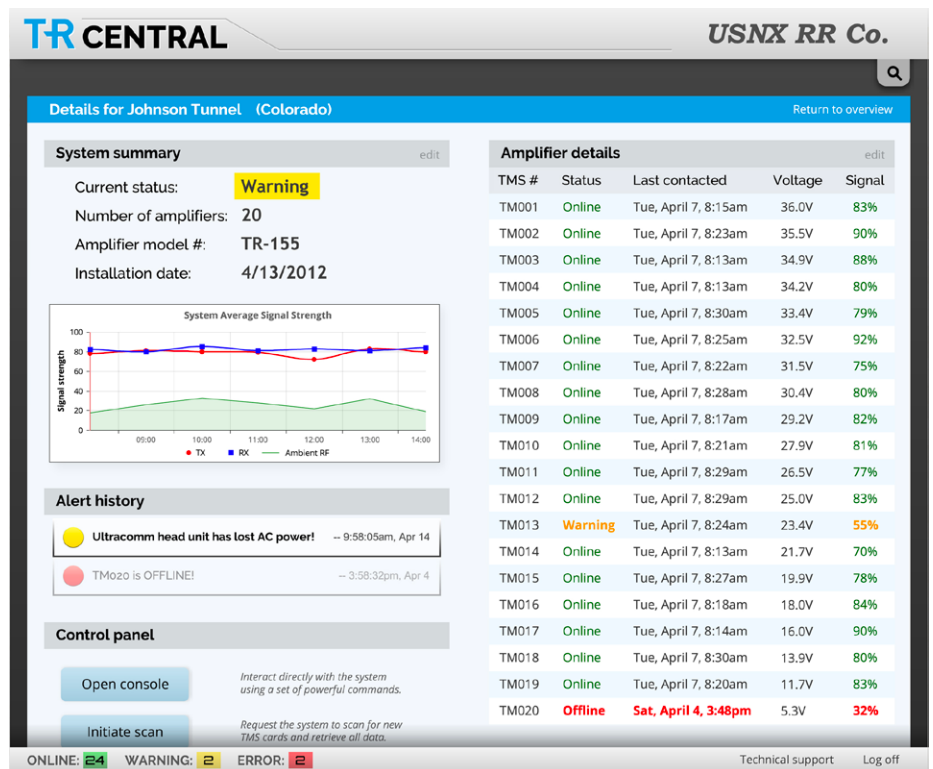 T-R CENTRAL
USNX RR Co.
Details for Johnson Tunnel (Colorado)
Return to overview
System summary
edit
Current status: Warning
Number of amplifiers: 20
Amplifier model #: TR-155
Installation date: 4/13/2012
System Average Signal Strength
Signal strength
100
80
60
40
20
0
09:00 10:00 11:00 12:00 13:00 14:00
TX RX Ambient RF
Alert history
Ultracomm head unit has lost AC power! -- 9:58:05am, Apr 14
TM020 is OFFLINE! -- 3:58:32pm, Apr 4
Control panel
Open console
Interact directly with the system
using a set of powerful commands.
Initiate scan
Request the system to scan for new
TMS cards and retrieve all data.
Amplifier details
edit
TMS # Status Last contacted Voltage Signal
TM001 Online Tue, April 7, 8:15am 36.0V 83%
TM002 Online Tue, April 7, 8:23am 35.5V 90%
TM003 Online Tue, April 7, 8:13am 34.9V 88%
TM004 Online Tue, April 7, 8:13am 34.2V 80%
TM005 Online Tue, April 7, 8:30am 33.4V 79%
TM006 Online Tue, April 7, 8:25am 32.5V 92%
TM007 Online Tue, April 7, 8:22am 31.5V 75%
TM008 Online Tue, April 7, 8:28am 30.4V 80%
TM009 Online Tue, April 7, 8:17am 29.2V 82%
TM010 Online Tue, April 7, 8:21am 27.9V 81%
TM011 Online Tue, April 7, 8:29am 26.5V 77%
TM012 Online Tue, April 7, 8:29am 25.0V 83%
TM013 Warning Tue, April 7, 8:24am 23.4V 55%
TM014 Online Tue, April 7, 8:13am 21.7V 70%
TM015 Online Tue, April 7, 8:27am 19.9V 78%
TM016 Online Tue, April 7, 8:18am 18.0V 84%
TM017 Online Tue, April 7, 8:14am 16.0V 90%
TM018 Online Tue, April 7, 8:30am 13.9V 80%
TM019 Online Tue, April 7, 8:20am 11.7V 83%
TM020 Offline Sat, April 4, 3:48pm 5.3V 32%
ONLINE: 24 WARNING: 2 ERROR: 2
Technical support Log off